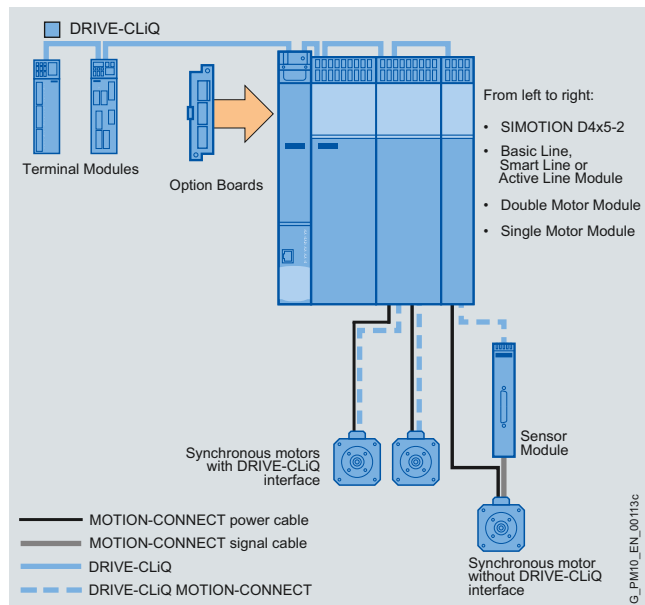 DRIVE-CLiQ
Terminal Modules
Option Boards
From left to right:
• SIMOTION D4x5-2
• Basic Line,
Smart Line or
Active Line Module
• Double Motor Module
• Single Motor Module
Synchronous motors
with DRIVE-CLiQ
interface
Sensor
Module
Synchronous motor
without DRIVE-CLiQ
interface
MOTION-CONNECT power cable
MOTION-CONNECT signal cable
DRIVE-CLiQ
DRIVE-CLiQ MOTION-CONNECT
G_PM10_EN_00113c